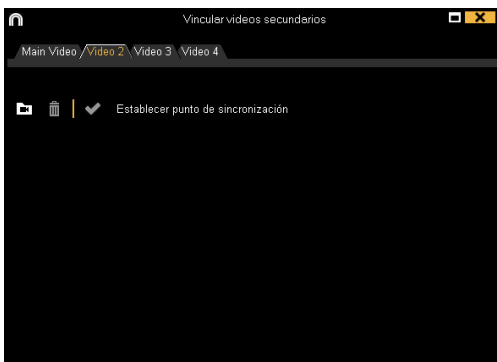 Vincular videos secundarios
Main Video Video 2 Video 3 Video 4
Establecer punto de sincronización